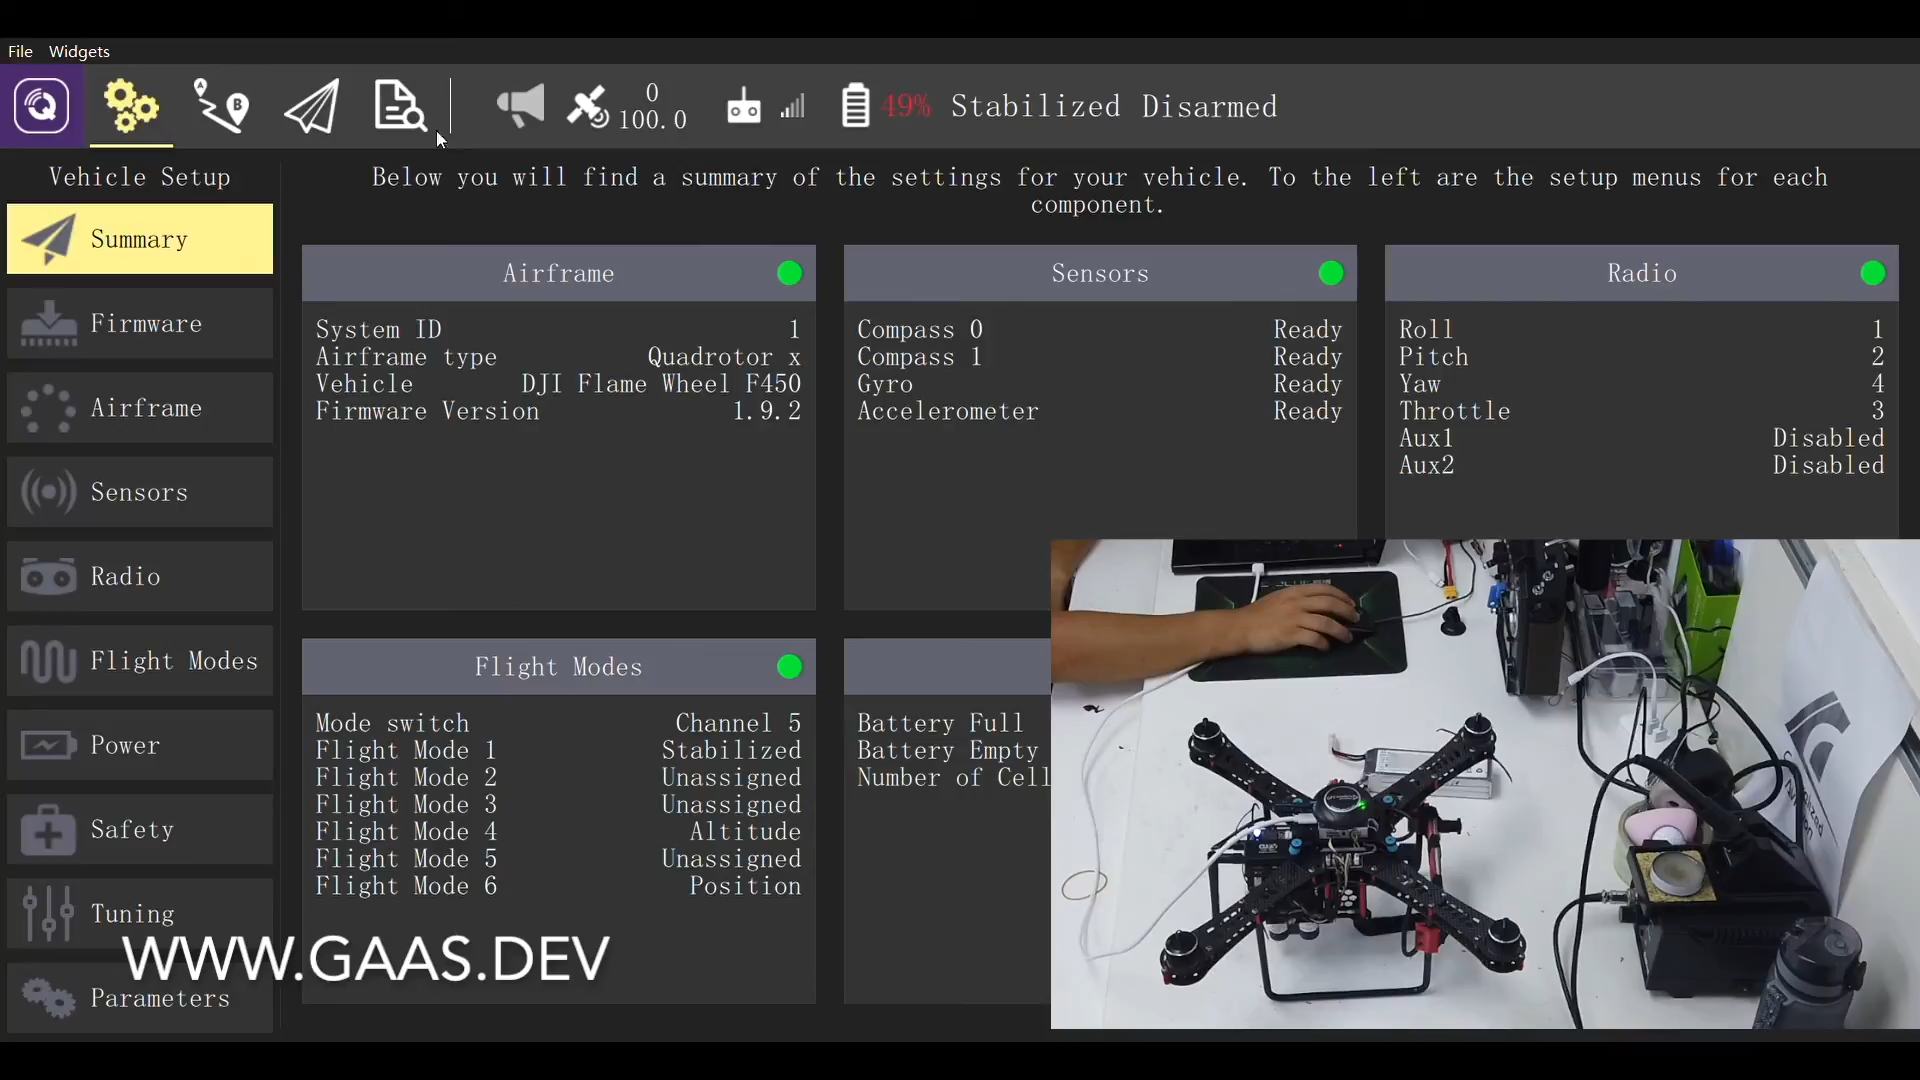 File Widgets
0
100.0
49% Stabilized Disarmed
Vehicle Setup
Summary
Firmware
Airframe
Sensors
Radio
Flight Modes
Power
Safety
Tuning
Parameters
Below you will find a summary of the settings for your vehicle. To the left are the setup menus for each
component.
Airframe
System ID 1
Airframe type Quadrotor x
Vehicle DJI Flame Wheel F450
Firmware Version 1.9.2
Sensors
Compass 0 Ready
Compass 1 Ready
Gyro Ready
Accelerometer Ready
Radio
Roll 1
Pitch 2
Yaw 4
Throttle 3
Aux1 Disabled
Aux2 Disabled
Flight Modes
Mode switch Channel 5
Flight Mode 1 Stabilized
Flight Mode 2 Unassigned
Flight Mode 3 Unassigned
Flight Mode 4 Altitude
Flight Mode 5 Unassigned
Flight Mode 6 Position
Battery Full
Battery Empty
Number of Cell
WWW.GAAS.DEV